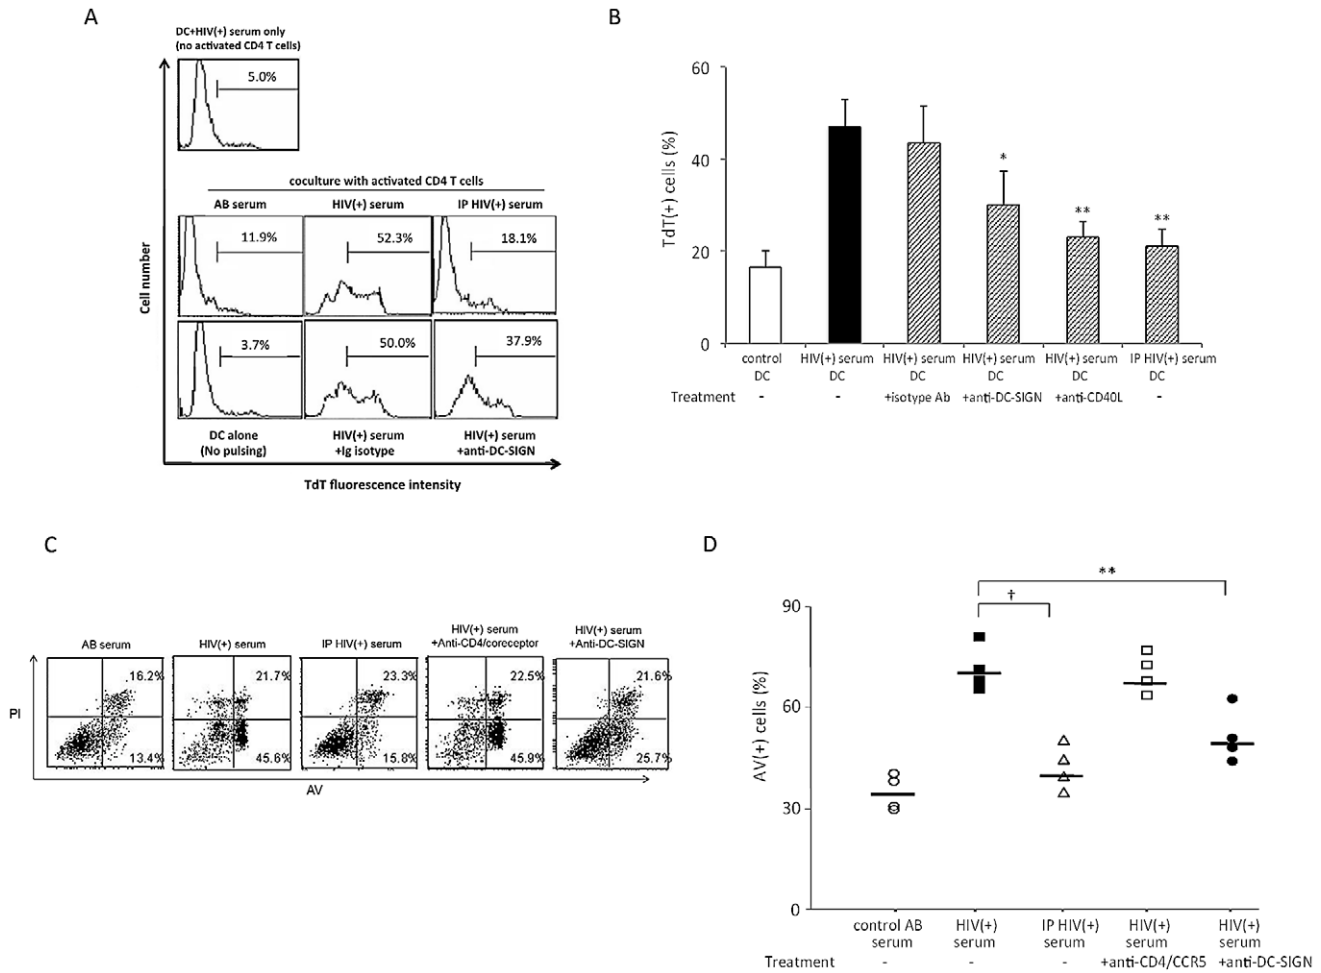 A
DC+HIV(+) serum only
(no activated CD4 T cells)
5.0%
coculture with activated CD4 T cells
AB serum HIV(+) serum IP HIV(+) serum
11.9% 52.3% 18.1%
3.7% 50.0% 37.9%
DC alone HIV(+) serum HIV(+) serum
(No pulsing) +Ig isotype +anti-DC-SIGN
Cell number
TdT fluorescence intensity
B
TdT(+) cells (%)
60
40
20
0
* ** **
control HIV(+) serum HIV(+) serum HIV(+) serum HIV(+) serum IP HIV(+) serum
DC DC DC DC DC DC
Treatment - - +isotype Ab +anti-DC-SIGN +anti-CD40L -
C
HIV(+) serum HIV(+) serum
AB serum HIV(+) serum IP HIV(+) serum +Anti-CD4/coreceptor +Anti-DC-SIGN
16.2% 21.7% 23.3% 22.5% 21.6%
PI
13.4% 45.6% 15.8% 45.9% 25.7%
AV
D
AV(+) cells (%)
90
60
30
0
**
†
control AB HIV(+) IP HIV(+) HIV(+) HIV(+)
serum serum serum serum serum
Treatment - - - +anti-CD4/CCR5 +anti-DC-SIGN